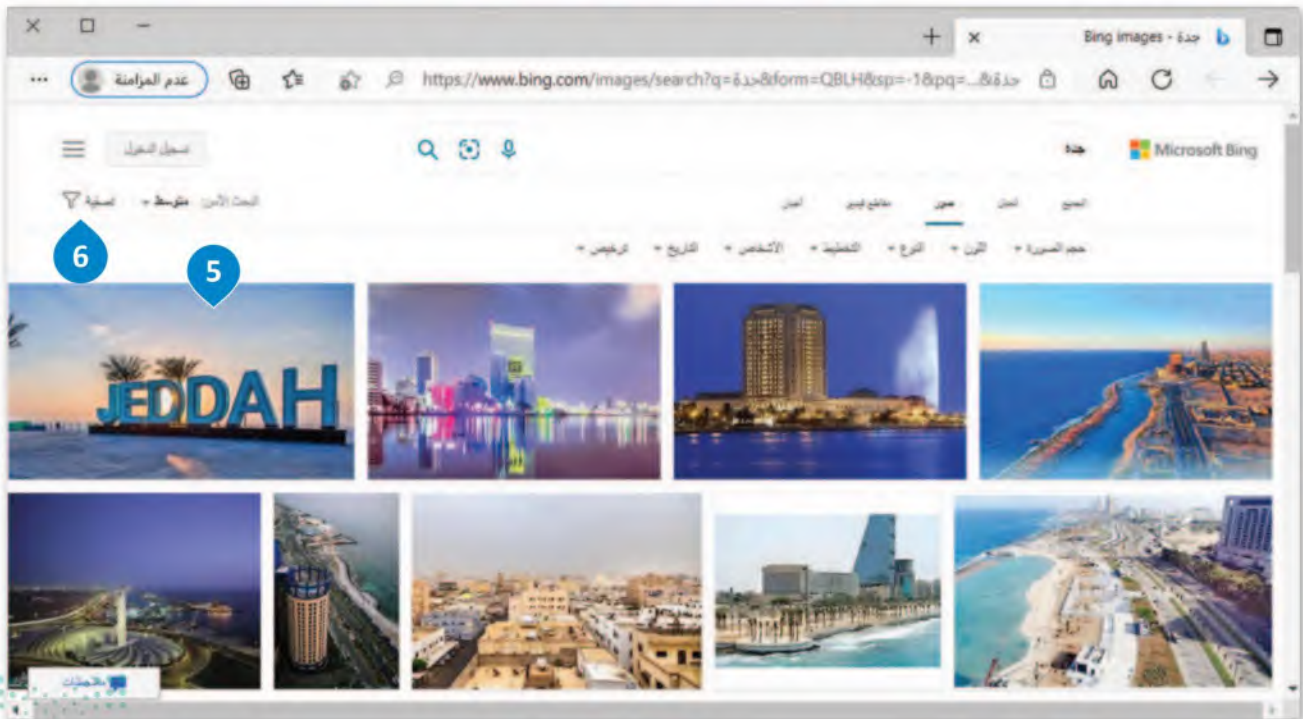 جدة - Bing images
https://www.bing.com/images/search?q=جدة&form=QBLH&sp=-1&pq=...&جدة
عدم المزامنة
Microsoft Bing
جدة
تسجيل الدخول
الجميع
صور
مقاطع فيديو
أخبار
البحث الآمن: متوسط
تصفية
حجم الصورة
اللون
النوع
التخطيط
الأشخاص
التاريخ
ترخيص
6
5
JEDDAH
ملاحظات